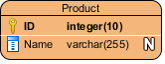 Product
ID integer(10)
Name varchar(255) N